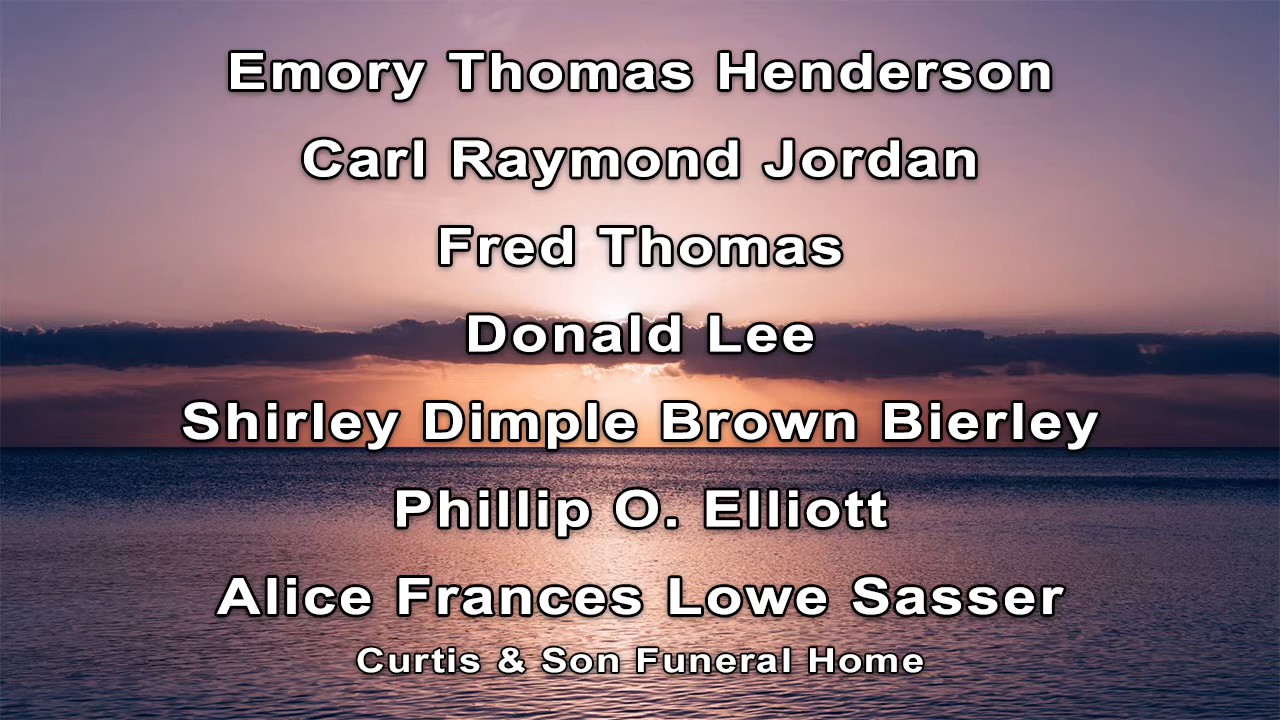 Emory Thomas Henderson
Carl Raymond Jordan
Fred Thomas
Donald Lee
Shirley Dimple Brown Bierley
Phillip O. Elliott
Alice Frances Lowe Sasser
Curtis & Son Funeral Home